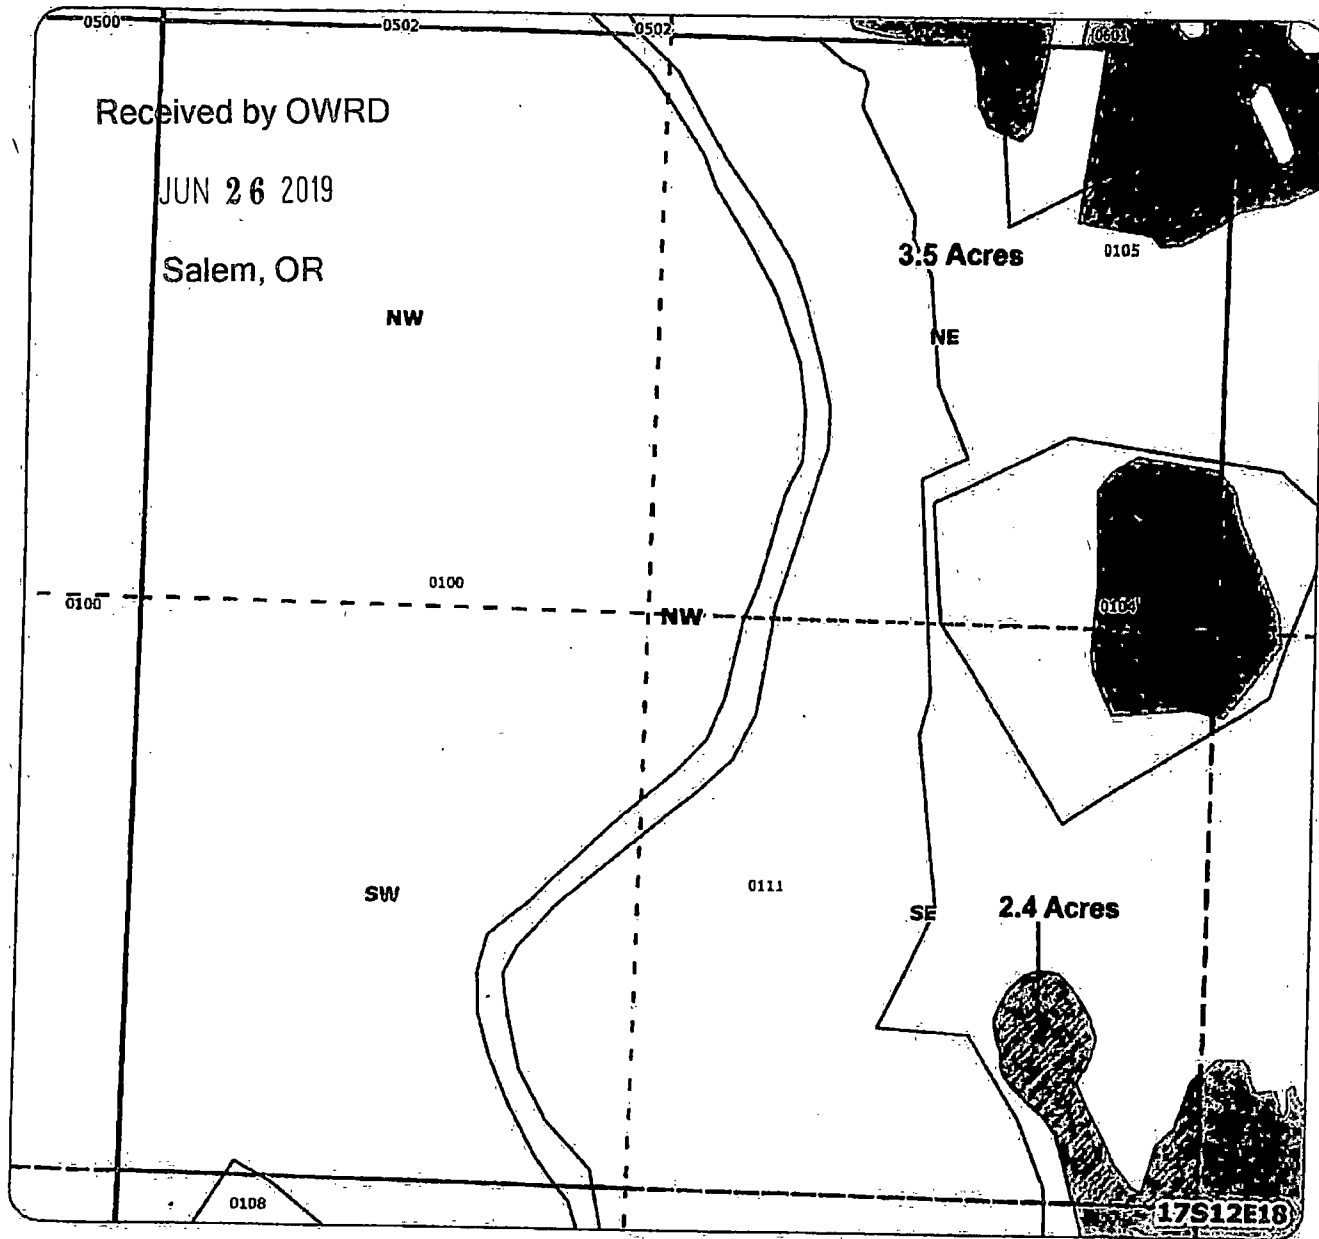 0500
0502
0502
0601
Received by OWRD
JUN 26 2019
Salem, OR
3.5 Acres
0105
NW
NE
0100
0100
NW
0104
SW
0111
SE
2.4 Acres
0108
17S12E18